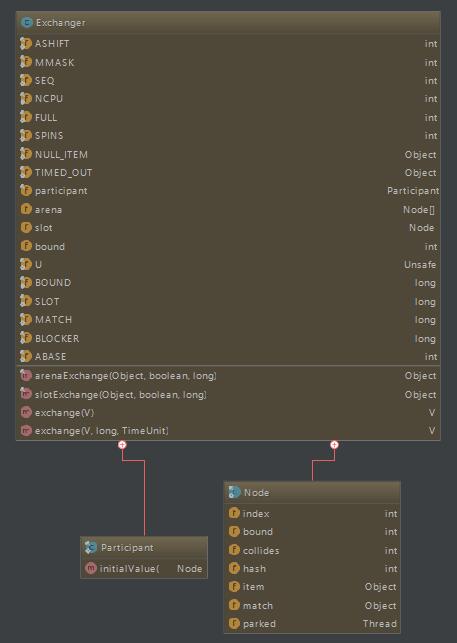 Exchanger
ASHIFT int
MMASK int
SEQ int
NCPU int
FULL int
SPINS int
NULL_ITEM Object
TIMED_OUT Object
participant Participant
arena Node[]
slot Node
bound int
U Unsafe
BOUND long
SLOT long
MATCH long
BLOCKER long
ABASE int
arenaExchange(Object, boolean, long) Object
slotExchange(Object, boolean, long) Object
exchange(V) V
exchange(V, long, TimeUnit) V
Participant
initialValue( Node
Node
index int
bound int
collides int
hash int
item Object
match Object
parked Thread